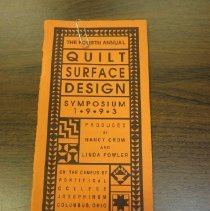 THE FOURTH ANNUAL
QUILT
SURFACE
DESIGN
SYMPOSIUM
1•9•9•3
PRODUCED
BY
NANCY CROW
AND
LINDA FOWLER
ON THE CAMPUS OF
PONTIFICAL
COLLEGE
JOSEPHINUM
COLUMBUS, OHIO